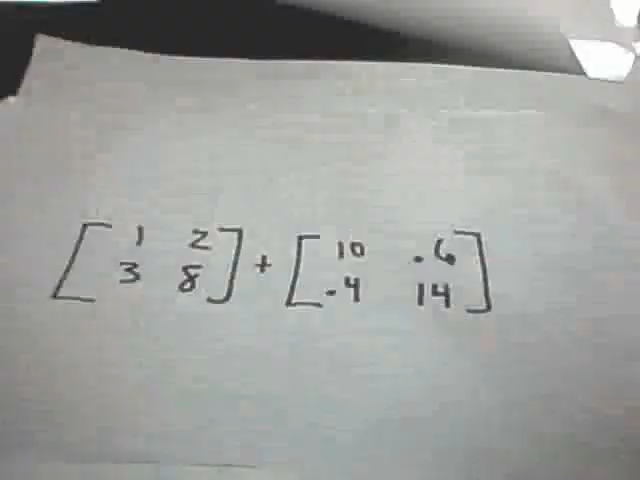 [ 1 2 ] + [ 10 .6 ]
[ 3 8 ] [ -4 14 ]